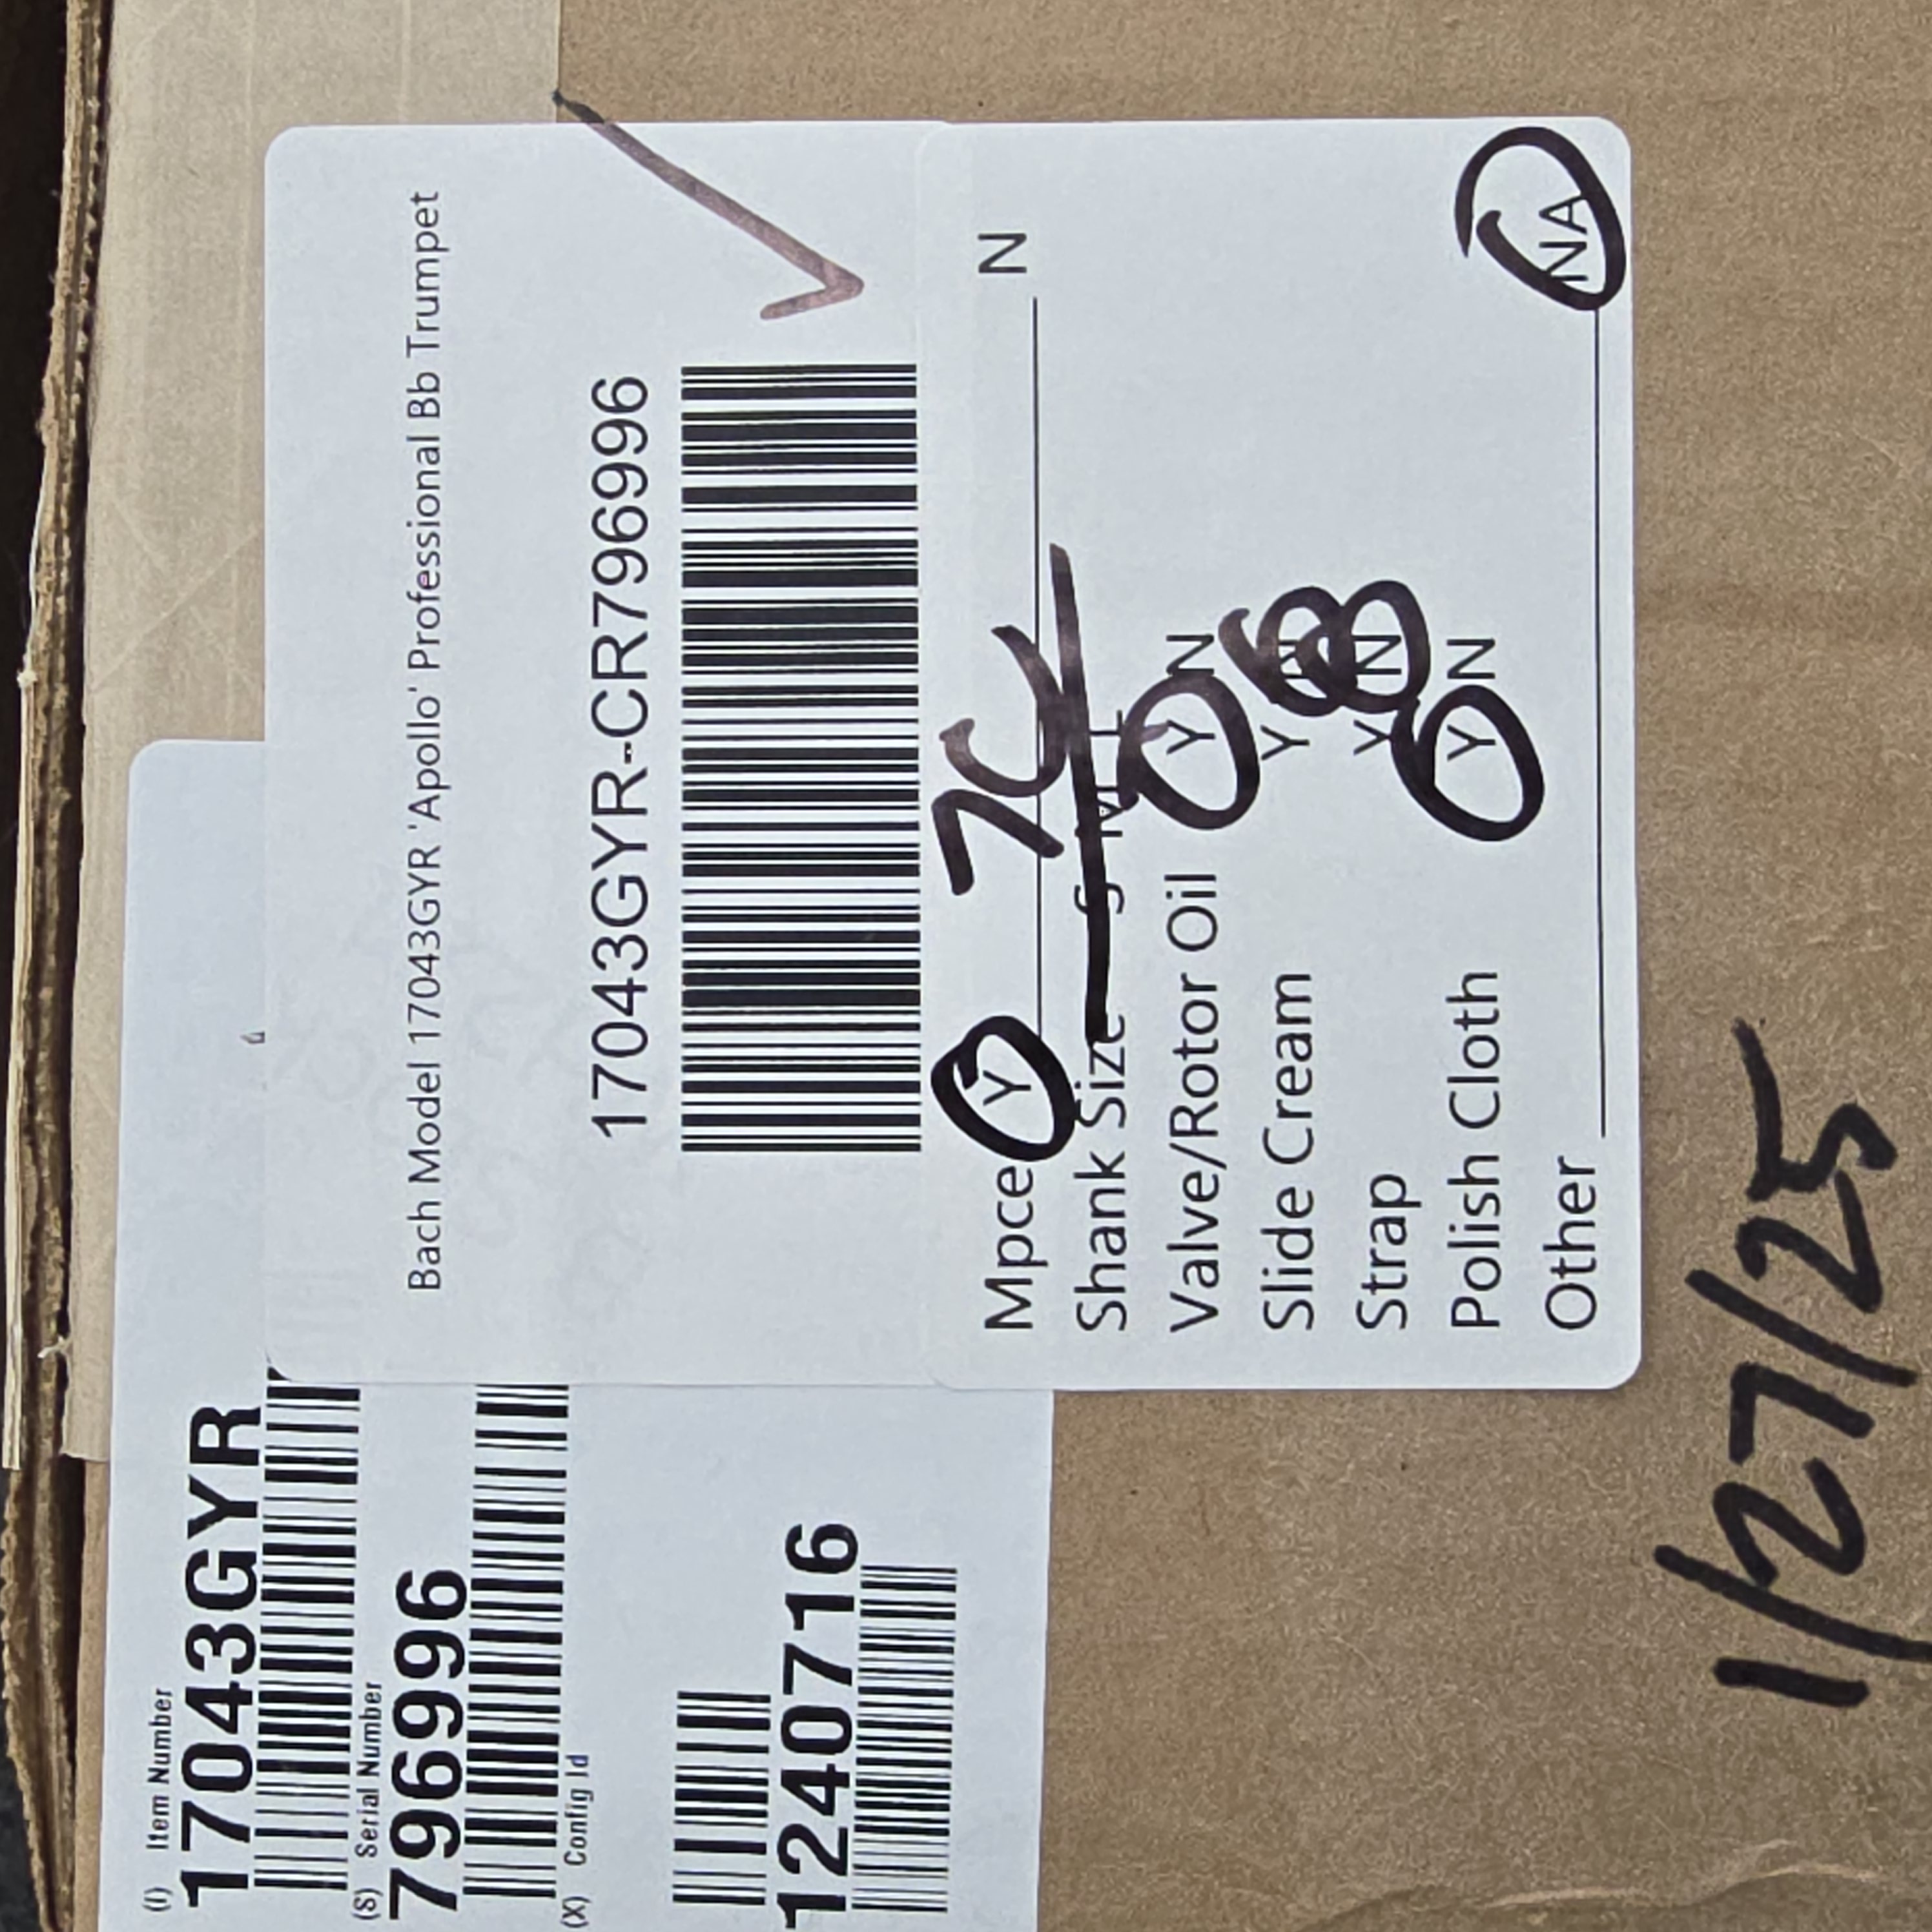 (I) Item Number
17043GYR
(S) Serial Number
796996
(X) Config Id
1240716
Bach Model 17043GYR 'Apollo' Professional Bb Trumpet
17043GYR-CR796996
Mpce Y 7C N
Shank Size S M L
Valve/Rotor Oil Y N
Slide Cream Y N
Strap Y N
Polish Cloth Y N
Other NA
1/27/25